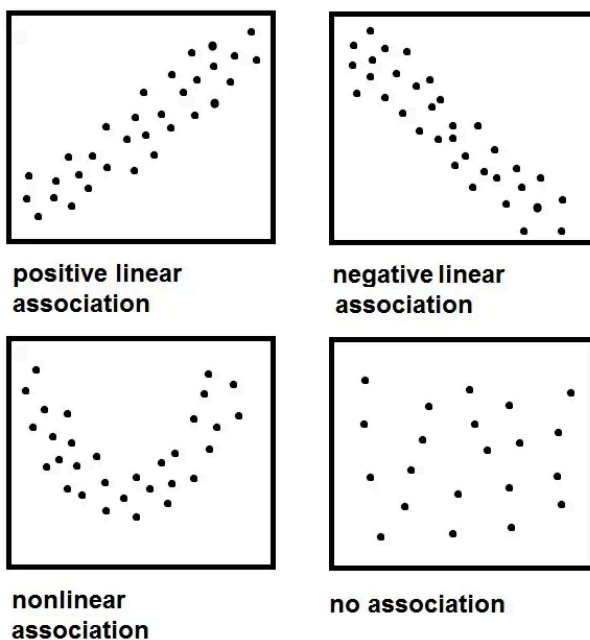 positive linear
association
negative linear
association
nonlinear
association
no association